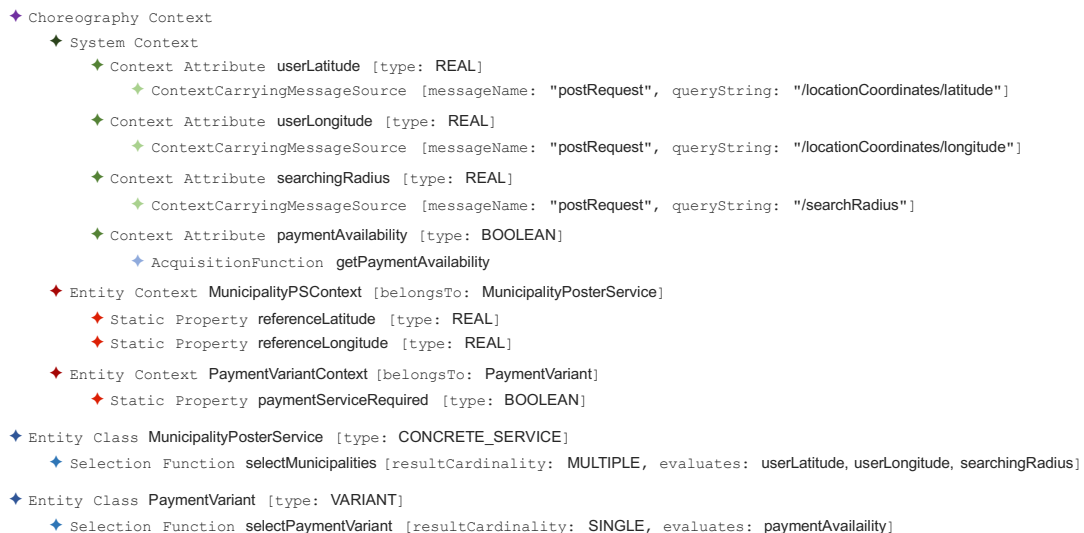 Choreography Context
System Context
Context Attribute userLatitude [type: REAL]
ContextCarryingMessageSource [messageName: "postRequest", queryString: "/locationCoordinates/latitude"]
Context Attribute userLongitude [type: REAL]
ContextCarryingMessageSource [messageName: "postRequest", queryString: "/locationCoordinates/longitude"]
Context Attribute searchingRadius [type: REAL]
ContextCarryingMessageSource [messageName: "postRequest", queryString: "/searchRadius"]
Context Attribute paymentAvailability [type: BOOLEAN]
AcquisitionFunction getPaymentAvailability
Entity Context MunicipalityPSContext [belongsTo: MunicipalityPosterService]
Static Property referenceLatitude [type: REAL]
Static Property referenceLongitude [type: REAL]
Entity Context PaymentVariantContext [belongsTo: PaymentVariant]
Static Property paymentServiceRequired [type: BOOLEAN]
Entity Class MunicipalityPosterService [type: CONCRETE_SERVICE]
Selection Function selectMunicipalities [resultCardinality: MULTIPLE, evaluates: userLatitude, userLongitude, searchingRadius]
Entity Class PaymentVariant [type: VARIANT]
Selection Function selectPaymentVariant [resultCardinality: SINGLE, evaluates: paymentAvailaility]